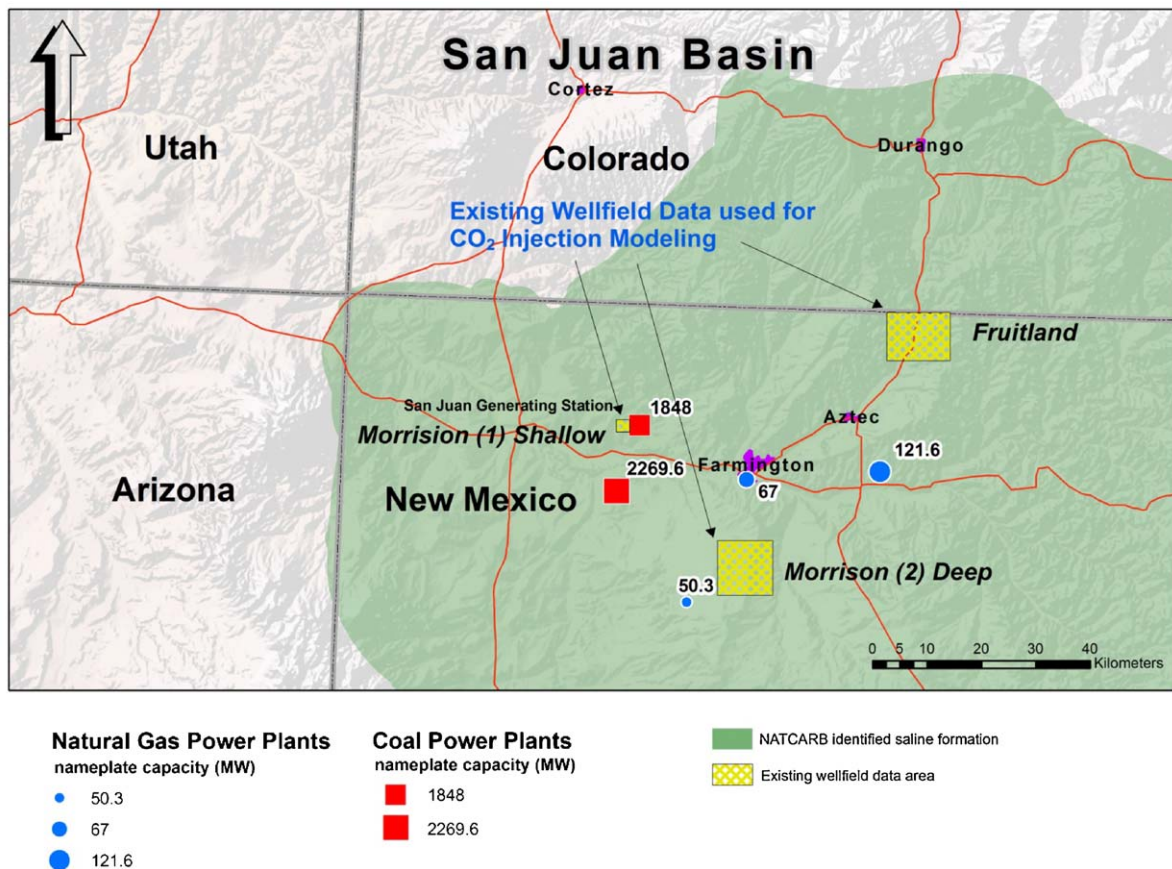 San Juan Basin
Cortez
Utah
Colorado
Durango
Existing Wellfield Data used for
CO₂ Injection Modeling
Fruitland
San Juan Generating Station
1848
Morrision (1) Shallow
Aztec
2269.6
Farmington
121.6
Arizona
New Mexico
67
Morrison (2) Deep
50.3
0 5 10 20 30 40
Kilometers
Natural Gas Power Plants
nameplate capacity (MW)
50.3
67
121.6
Coal Power Plants
nameplate capacity (MW)
1848
2269.6
NATCARB identified saline formation
Existing wellfield data area